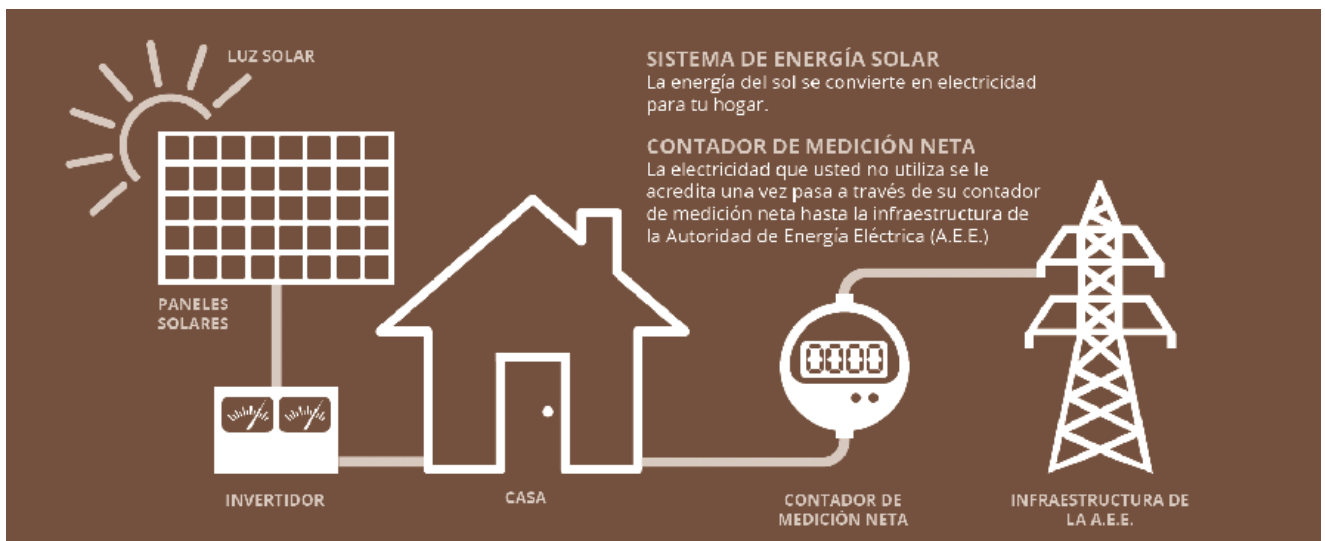 LUZ SOLAR
SISTEMA DE ENERGÍA SOLAR
La energía del sol se convierte en electricidad
para tu hogar.
CONTADOR DE MEDICIÓN NETA
La electricidad que usted no utiliza se le
acredita una vez pasa a través de su contador
de medición neta hasta la infraestructura de
la Autoridad de Energía Eléctrica (A.E.E.)
PANELES
SOLARES
0000
INVERTIDOR
CASA
CONTADOR DE
MEDICIÓN NETA
INFRAESTRUCTURA DE
LA A.E.E.